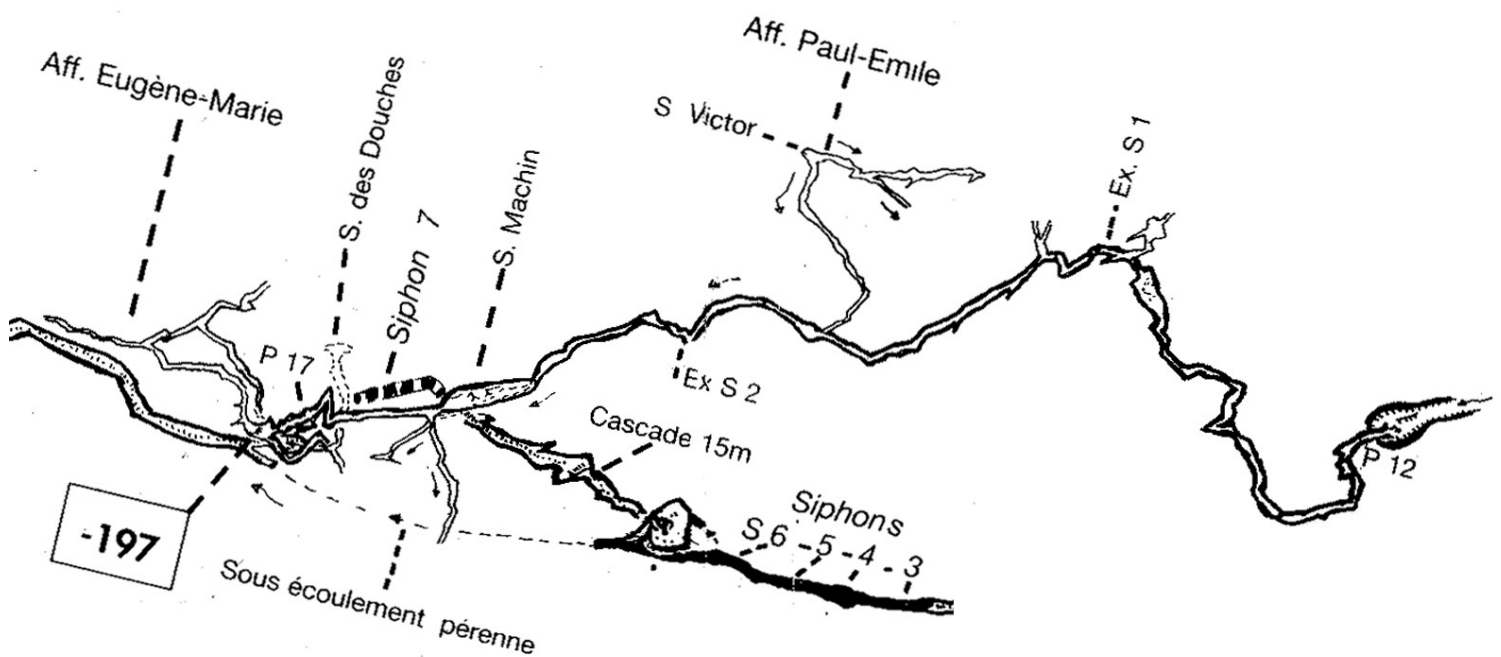 Aff. Eugène-Marie
S. des Douches
Siphon 7
S. Machin
Aff. Paul-Emile
S Victor
Ex. S 1
P 17
Ex S 2
Cascade 15m
P 12
Siphons
S 6 - 5 - 4 - 3
-197
Sous écoulement pérenne